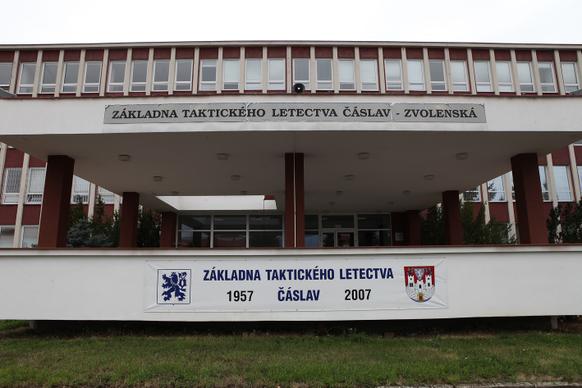 ZÁKLADNA TAKTICKÉHO LETECTVA ČÁSLAV - ZVOLENSKÁ
ZÁKLADNA TAKTICKÉHO LETECTVA
1957 ČÁSLAV 2007